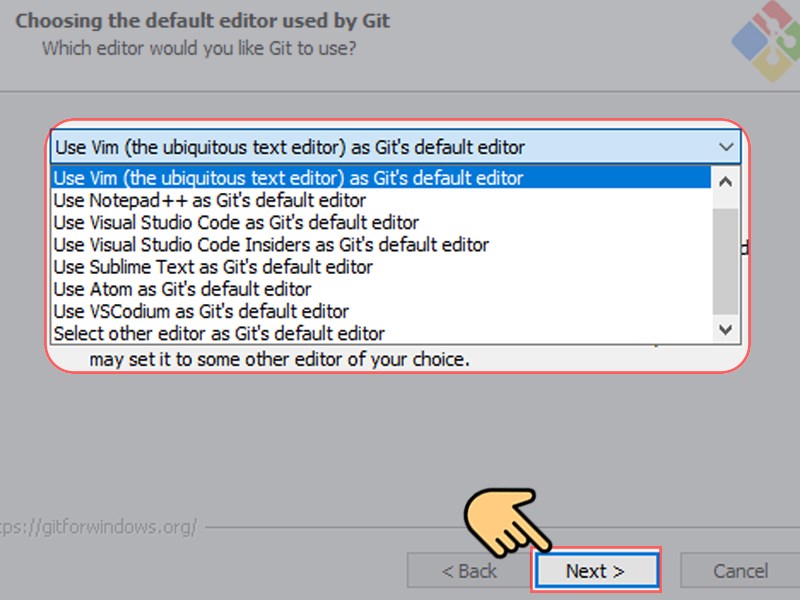 Choosing the default editor used by Git
Which editor would you like Git to use?
Use Vim (the ubiquitous text editor) as Git's default editor
Use Vim (the ubiquitous text editor) as Git's default editor
Use Notepad++ as Git's default editor
Use Visual Studio Code as Git's default editor
Use Visual Studio Code Insiders as Git's default editor
Use Sublime Text as Git's default editor
Use Atom as Git's default editor
Use VSCodium as Git's default editor
Select other editor as Git's default editor
may set it to some other editor of your choice.
ps://gitforwindows.org/
< Back
Next >
Cancel